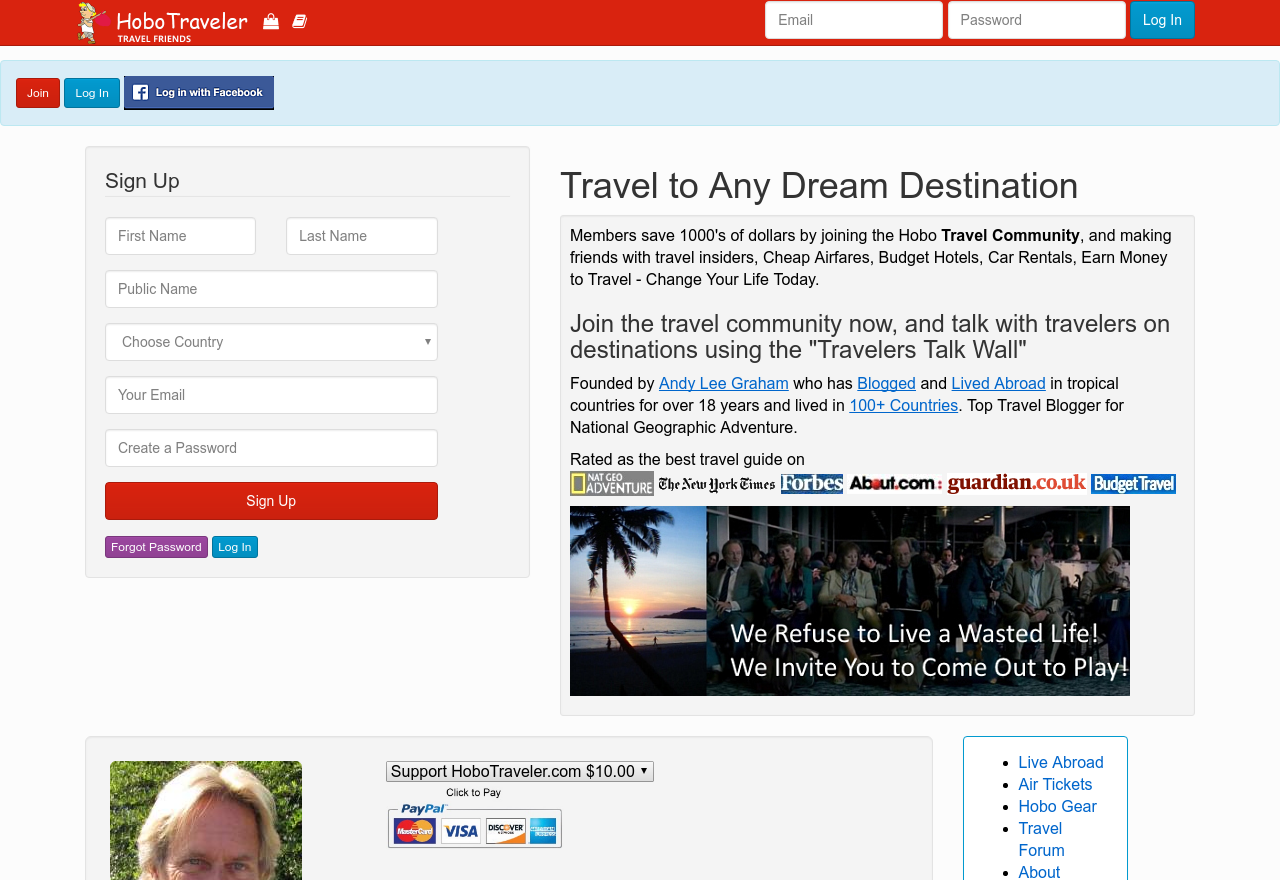 HoboTraveler
TRAVEL FRIENDS
Email
Password
Log In
Join
Log In
Log in with Facebook
Sign Up
First Name
Last Name
Public Name
Choose Country
Your Email
Create a Password
Sign Up
Forgot Password
Log In
Travel to Any Dream Destination
Members save 1000's of dollars by joining the Hobo Travel Community, and making
friends with travel insiders, Cheap Airfares, Budget Hotels, Car Rentals, Earn Money
to Travel - Change Your Life Today.
Join the travel community now, and talk with travelers on
destinations using the "Travelers Talk Wall"
Founded by Andy Lee Graham who has Blogged and Lived Abroad in tropical
countries for over 18 years and lived in 100+ Countries. Top Travel Blogger for
National Geographic Adventure.
Rated as the best travel guide on
NAT GEO
ADVENTURE
The New York Times
Forbes
About.com:
guardian.co.uk
Budget Travel
We Refuse to Live a Wasted Life!
We Invite You to Come Out to Play!
Support HoboTraveler.com $10.00
Click to Pay
PayPal
MasterCard
VISA
DISCOVER
NETWORK
AMERICAN
EXPRESS
Live Abroad
Air Tickets
Hobo Gear
Travel
Forum
About